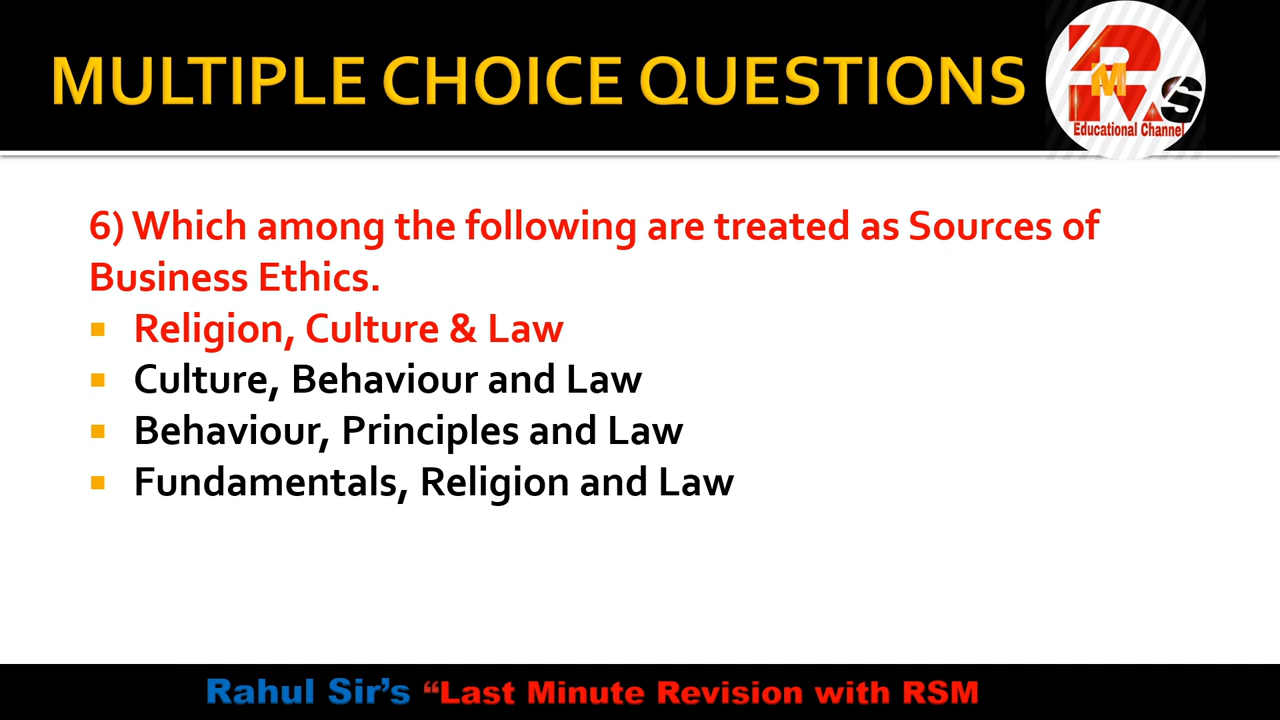 MULTIPLE CHOICE QUESTIONS
RMS
Educational Channel
6) Which among the following are treated as Sources of
Business Ethics.
Religion, Culture & Law
Culture, Behaviour and Law
Behaviour, Principles and Law
Fundamentals, Religion and Law
Rahul Sir's “Last Minute Revision with RSM